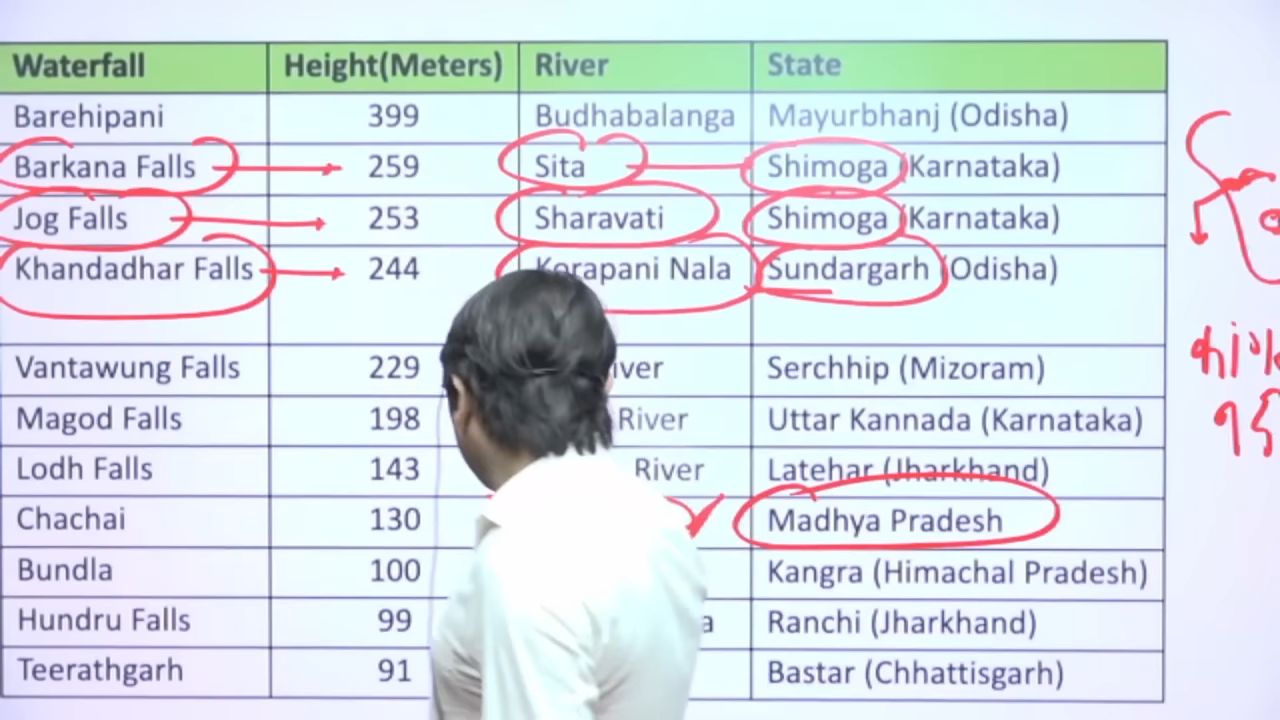 Waterfall Height(Meters) River State
Barehipani 399 Budhabalanga Mayurbhanj (Odisha)
Barkana Falls 259 Sita Shimoga (Karnataka)
Jog Falls 253 Sharavati Shimoga (Karnataka)
Khandadhar Falls 244 Korapani Nala Sundargarh (Odisha)
Vantawung Falls 229 Serchhip (Mizoram)
Magod Falls 198 River Uttar Kannada (Karnataka)
Lodh Falls 143 River Latehar (Jharkhand)
Chachai 130 Madhya Pradesh
Bundla 100 Kangra (Himachal Pradesh)
Hundru Falls 99 Ranchi (Jharkhand)
Teerathgarh 91 Bastar (Chhattisgarh)